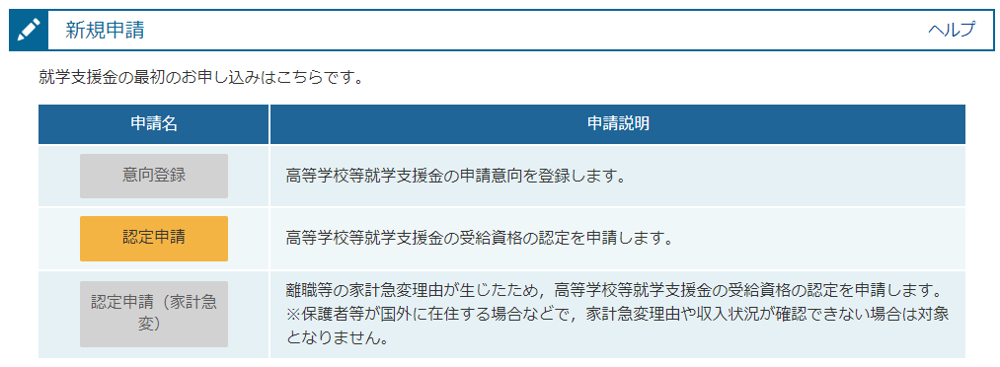 新規申請
ヘルプ
就学支援金の最初のお申し込みはこちらです。
申請名
申請説明
意向登録
高等学校等就学支援金の申請意向を登録します。
認定申請
高等学校等就学支援金の受給資格の認定を申請します。
認定申請（家計急
変）
離職等の家計急変理由が生じたため，高等学校等就学支援金の受給資格の認定を申請します。
※保護者等が国外に在住する場合などで，家計急変理由や収入状況が確認できない場合は対象
となりません。